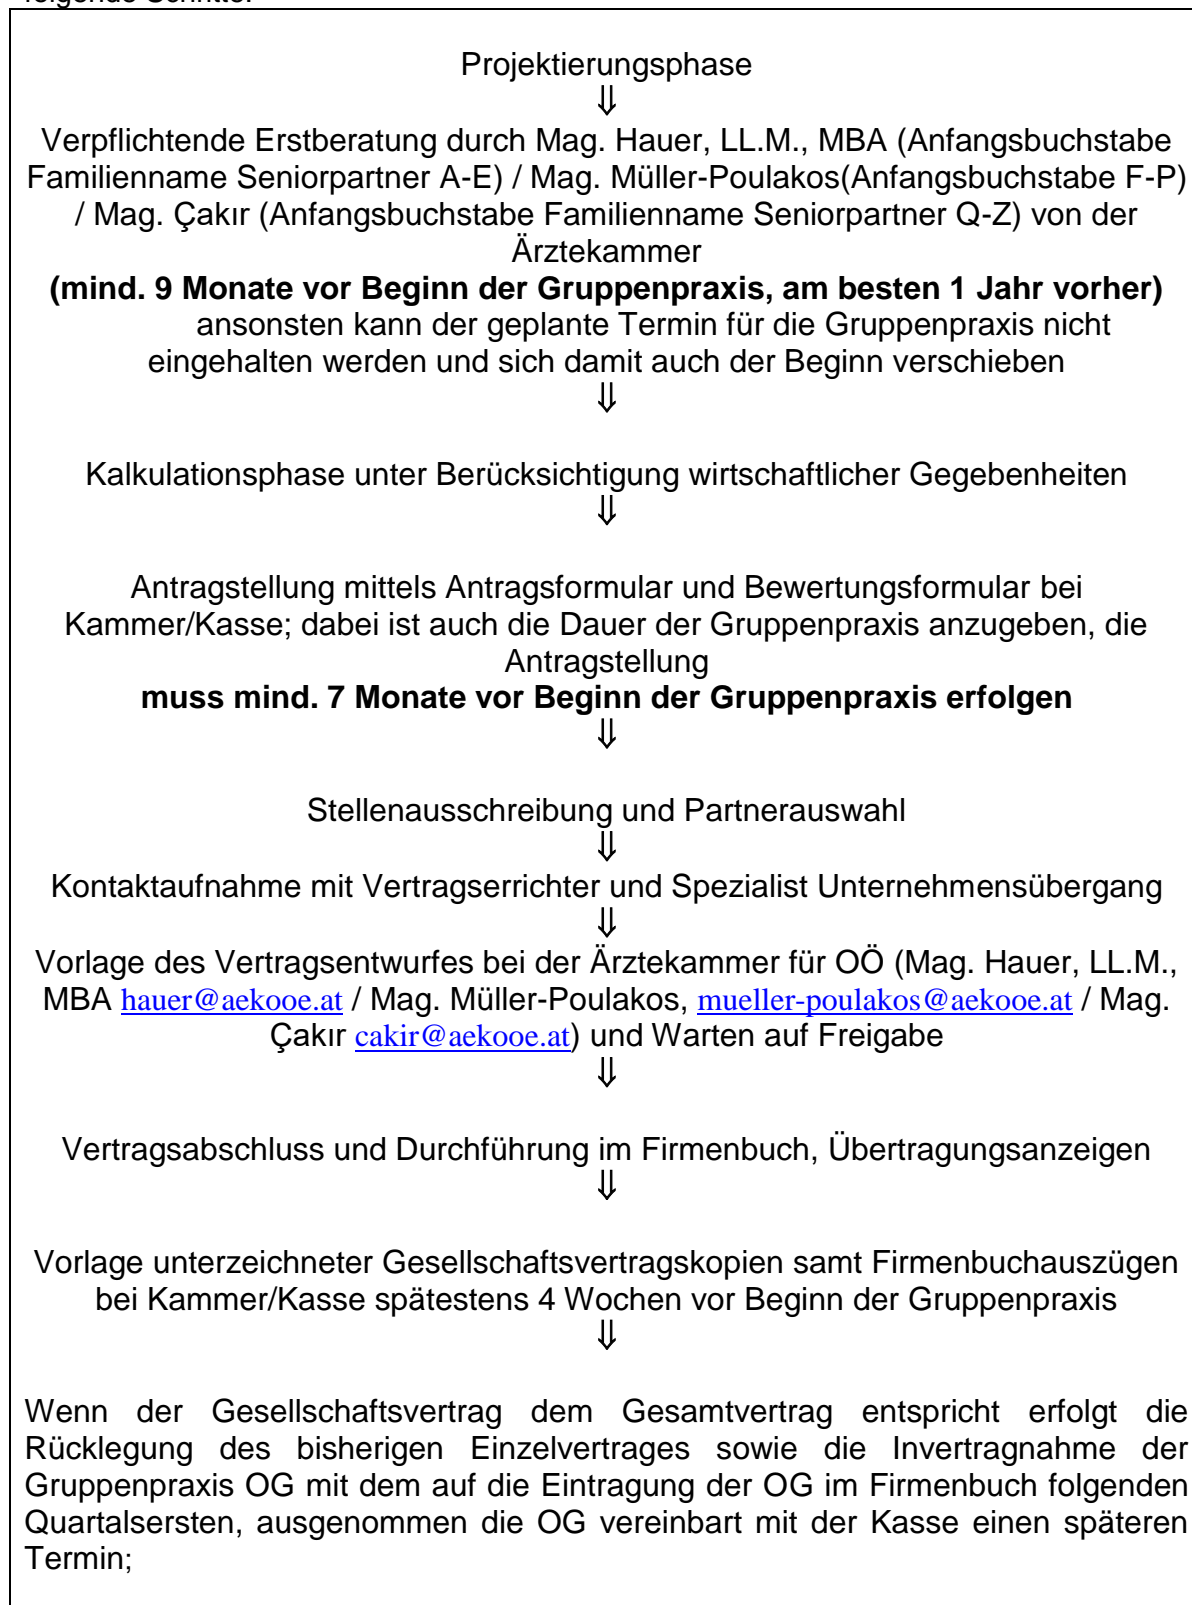 folgende Schritte:
Projektierungsphase
⇓
Verpflichtende Erstberatung durch Mag. Hauer, LL.M., MBA (Anfangsbuchstabe
Familienname Seniorpartner A-E) / Mag. Müller-Poulakos(Anfangsbuchstabe F-P)
/ Mag. Çakır (Anfangsbuchstabe Familienname Seniorpartner Q-Z) von der
Ärztekammer
(mind. 9 Monate vor Beginn der Gruppenpraxis, am besten 1 Jahr vorher)
ansonsten kann der geplante Termin für die Gruppenpraxis nicht
eingehalten werden und sich damit auch der Beginn verschieben
⇓
Kalkulationsphase unter Berücksichtigung wirtschaftlicher Gegebenheiten
⇓
Antragstellung mittels Antragsformular und Bewertungsformular bei
Kammer/Kasse; dabei ist auch die Dauer der Gruppenpraxis anzugeben, die
Antragstellung
muss mind. 7 Monate vor Beginn der Gruppenpraxis erfolgen
⇓
Stellenausschreibung und Partnerauswahl
⇓
Kontaktaufnahme mit Vertragserrichter und Spezialist Unternehmensübergang
⇓
Vorlage des Vertragsentwurfes bei der Ärztekammer für OÖ (Mag. Hauer, LL.M.,
MBA hauer@aekooe.at / Mag. Müller-Poulakos, mueller-poulakos@aekooe.at / Mag.
Çakır cakir@aekooe.at) und Warten auf Freigabe
⇓
Vertragsabschluss und Durchführung im Firmenbuch, Übertragungsanzeigen
⇓
Vorlage unterzeichneter Gesellschaftsvertragskopien samt Firmenbuchauszügen
bei Kammer/Kasse spätestens 4 Wochen vor Beginn der Gruppenpraxis
⇓
Wenn der Gesellschaftsvertrag dem Gesamtvertrag entspricht erfolgt die
Rücklegung des bisherigen Einzelvertrages sowie die Invertragnahme der
Gruppenpraxis OG mit dem auf die Eintragung der OG im Firmenbuch folgenden
Quartalsersten, ausgenommen die OG vereinbart mit der Kasse einen späteren
Termin;